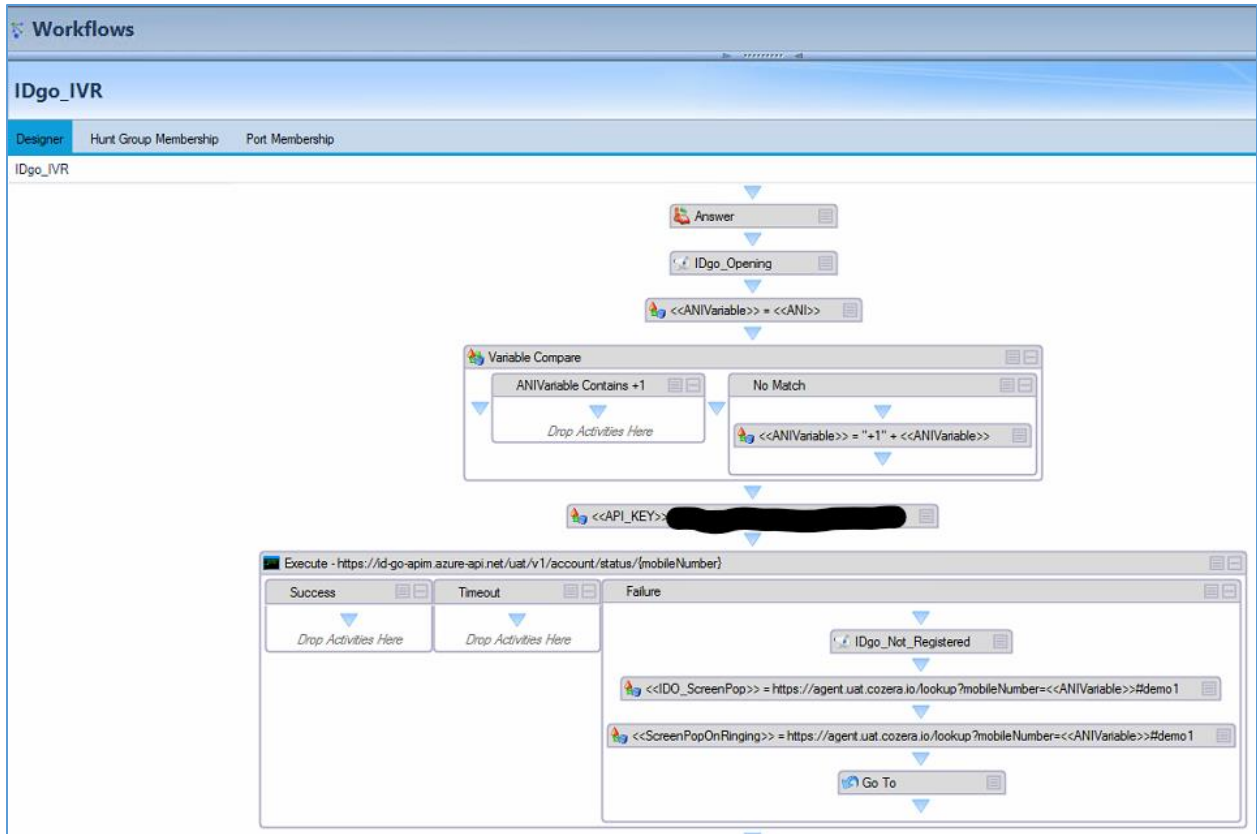 Workflows
IDgo_IVR
Designer Hunt Group Membership Port Membership
IDgo_IVR
Answer
IDgo_Opening
<<ANIVariable>> = <<ANI>>
Variable Compare
ANIVariable Contains +1 No Match
Drop Activities Here <<ANIVariable>> = "+1" + <<ANIVariable>>
<<API_KEY>>
Execute - https://id-go-apim.azure-api.net/uat/v1/account/status/{mobileNumber}
Success Timeout Failure
Drop Activities Here Drop Activities Here IDgo_Not_Registered
<<IDO_ScreenPop>> = https://agent.uat.cozera.io/lookup?mobileNumber=<<ANIVariable>>#demo1
<<ScreenPopOnRinging>> = https://agent.uat.cozera.io/lookup?mobileNumber=<<ANIVariable>>#demo1
Go To